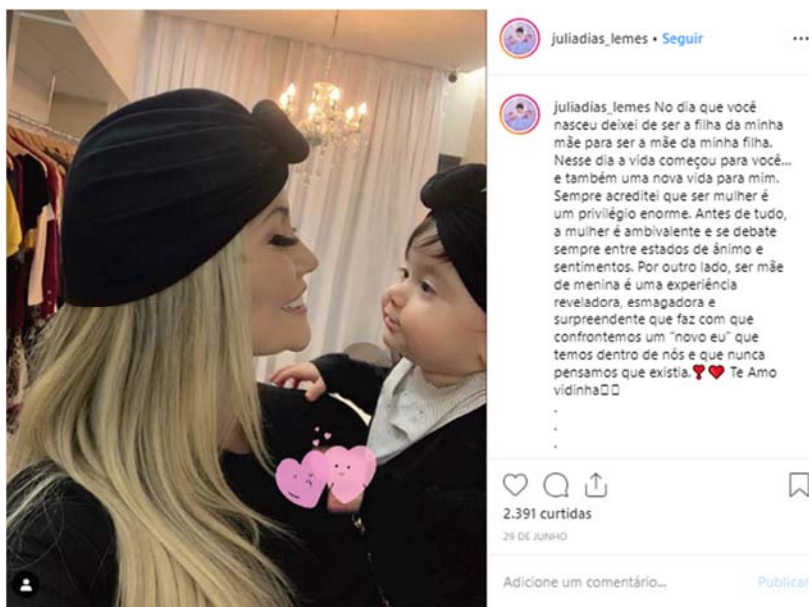 juliadias_lemes • Seguir
juliadias_lemes No dia que você
nasceu deixei de ser a filha da minha
mãe para ser a mãe da minha filha.
Nesse dia a vida começou para você...
e também uma nova vida para mim.
Sempre acreditei que ser mulher é
um privilégio enorme. Antes de tudo,
a mulher é ambivalente e se debate
sempre entre estados de ânimo e
sentimentos. Por outro lado, ser mãe
de menina é uma experiência
reveladora, esmagadora e
surpreendente que faz com que
confrontemos um "novo eu" que
temos dentro de nós e que nunca
pensamos que existia.❣❤ Te Amo
vidinha
.
.
.
2.391 curtidas
29 DE JUNHO
Adicione um comentário... Publicar